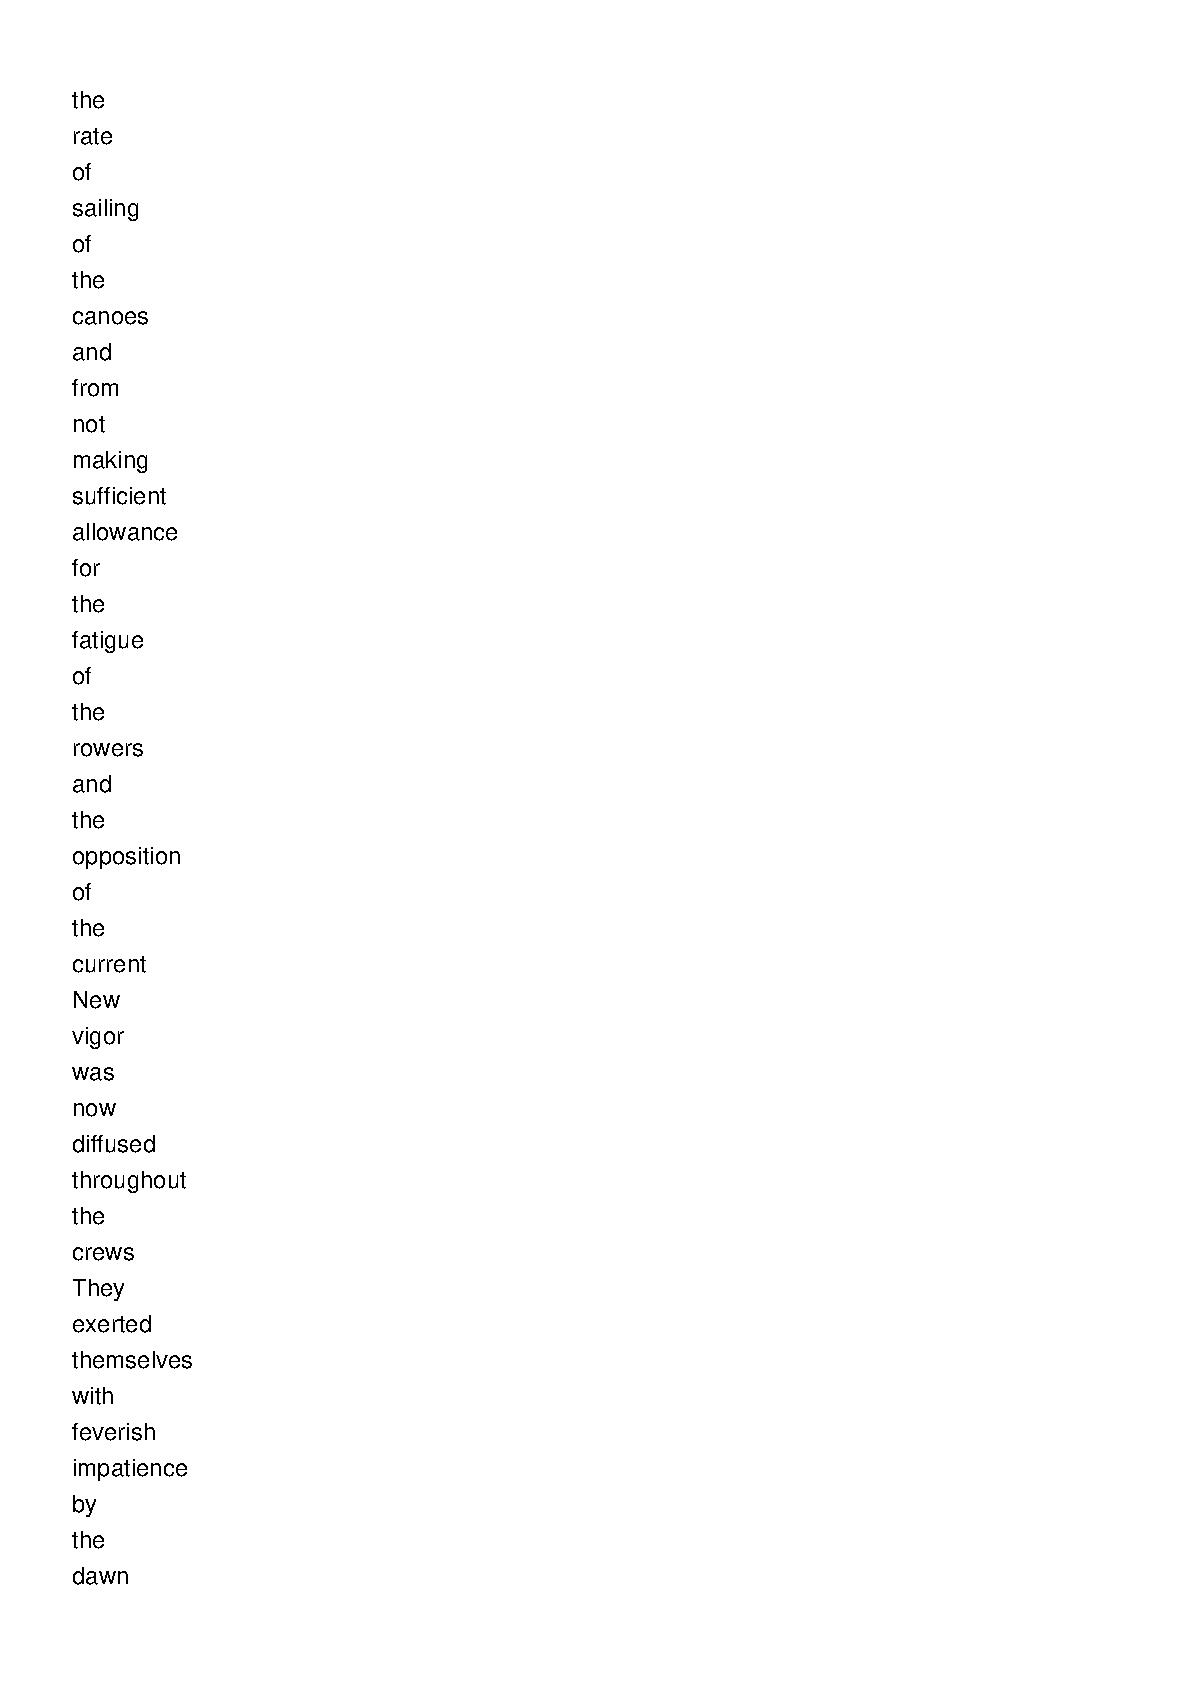 the
rate
of
sailing
of
the
canoes
and
from
not
making
sufficient
allowance
for
the
fatigue
of
the
rowers
and
the
opposition
of
the
current
New
vigor
was
now
diffused
throughout
the
crews
They
exerted
themselves
with
feverish
impatience
by
the
dawn